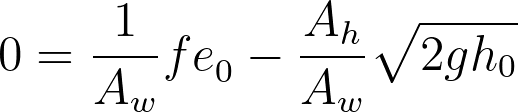 $0 = \frac{1}{A_w} f e_0 - \frac{A_h}{A_w} \sqrt{2 g h_0}$